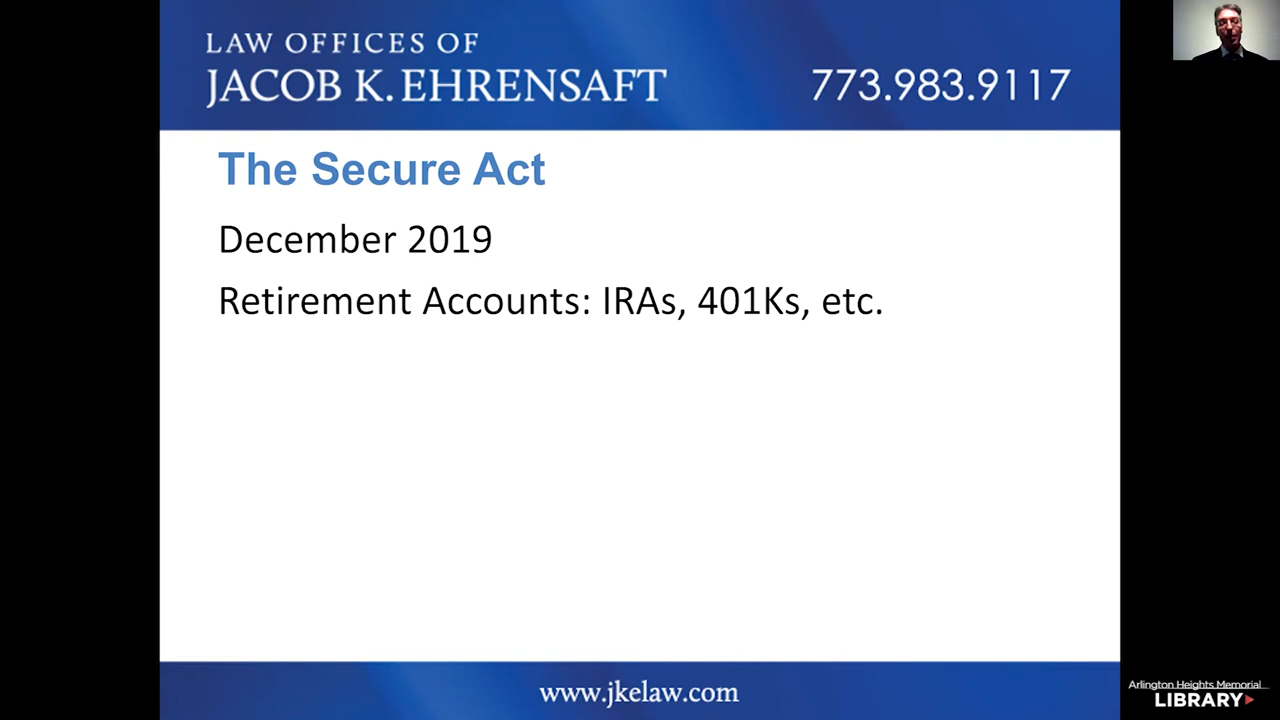 LAW OFFICES OF
JACOB K. EHRENSAFT
773.983.9117
The Secure Act
December 2019
Retirement Accounts: IRAs, 401Ks, etc.
www.jkelaw.com
Arlington Heights Memorial
LIBRARY